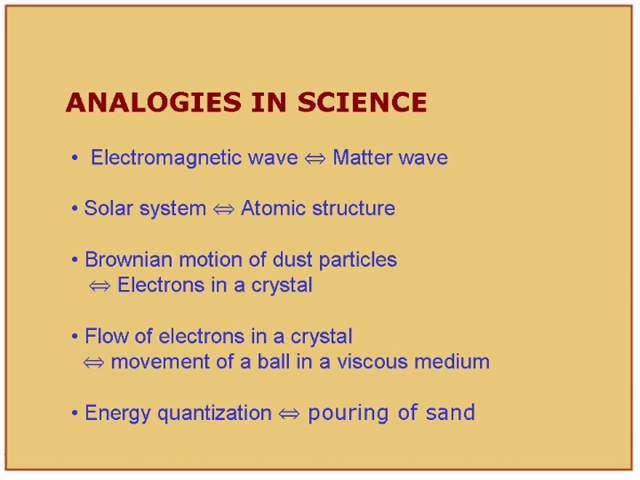 ANALOGIES IN SCIENCE
• Electromagnetic wave ⇔ Matter wave
• Solar system ⇔ Atomic structure
• Brownian motion of dust particles
⇔ Electrons in a crystal
• Flow of electrons in a crystal
⇔ movement of a ball in a viscous medium
• Energy quantization ⇔ pouring of sand